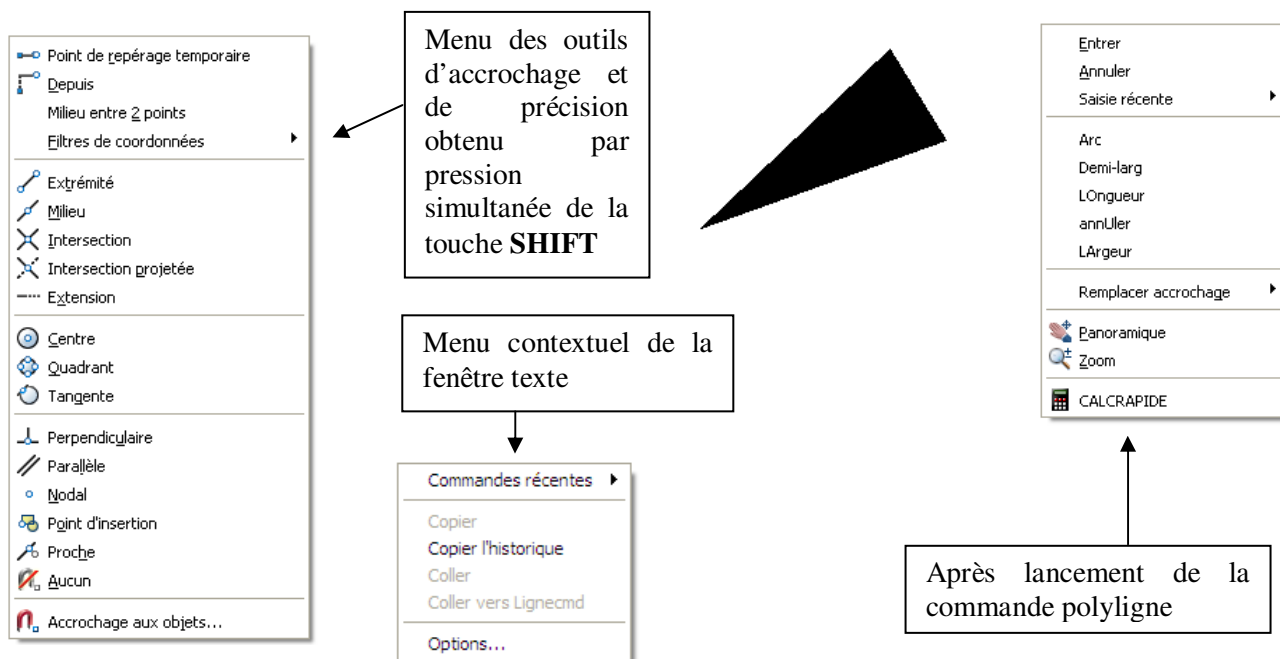 Point de repérage temporaire
Depuis
Milieu entre 2 points
Filtres de coordonnées
Extrémité
Milieu
Intersection
Intersection projetée
Extension
Centre
Quadrant
Tangente
Perpendiculaire
Parallèle
Nodal
Point d'insertion
Proche
Aucun
Accrochage aux objets...
Menu des outils
d'accrochage et
de précision
obtenu par
pression
simultanée de la
touche SHIFT
Menu contextuel de la
fenêtre texte
Commandes récentes
Copier
Copier l'historique
Coller
Coller vers Lignecmd
Options...
Entrer
Annuler
Saisie récente
Arc
Demi-larg
LOngueur
annUler
LArgeur
Remplacer accrochage
Panoramique
Zoom
CALCRAPIDE
Après lancement de la
commande polyligne